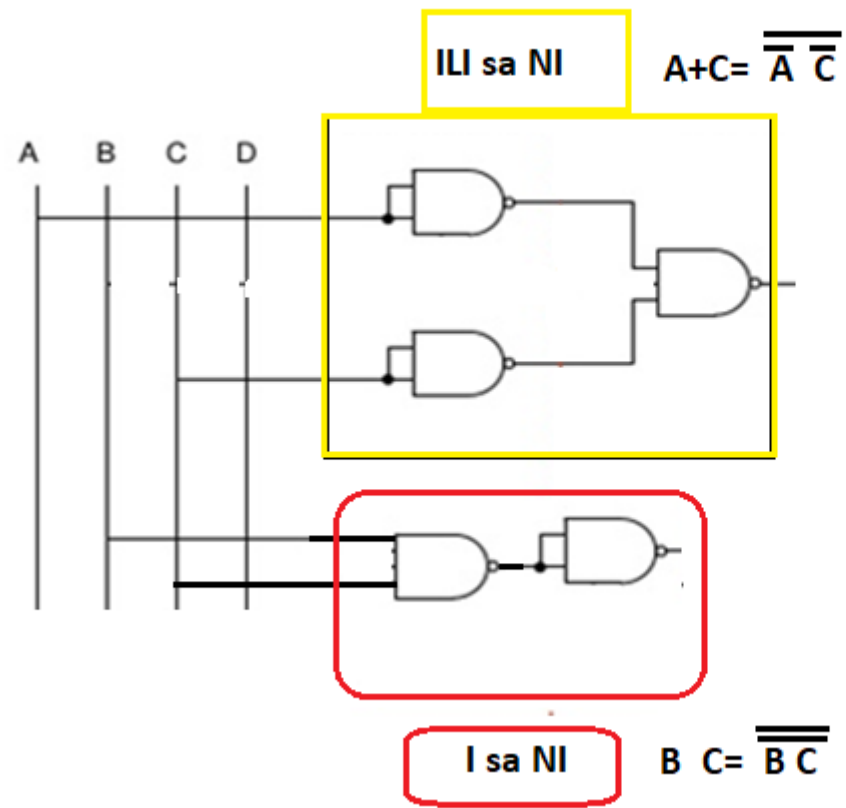 ILI sa NI
A+C= A̅̅ C̅̅
A B C D
I sa NI
B C= B̿ ̿C̿